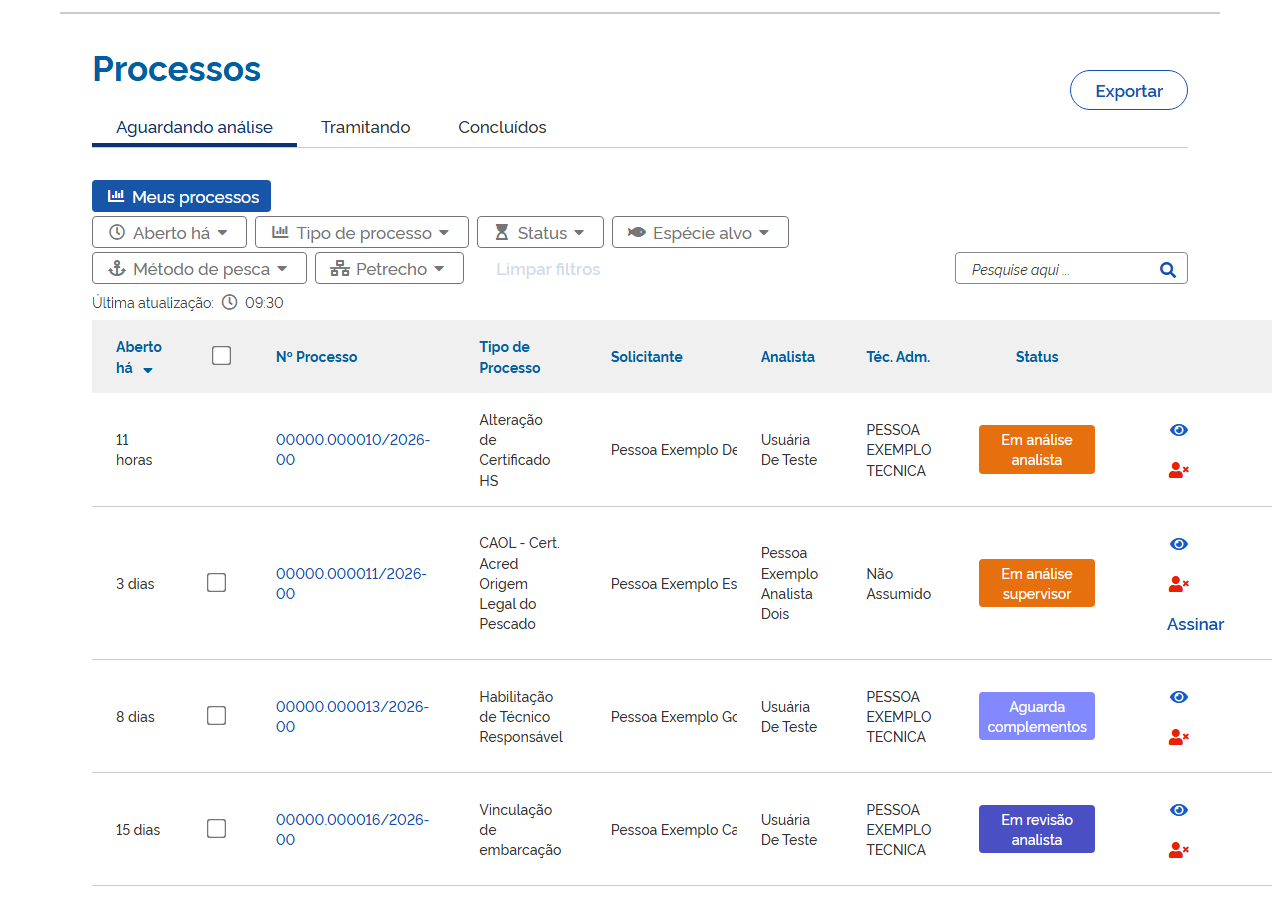 Processos
Exportar
Aguardando análise Tramitando Concluídos
Meus processos
Aberto há Tipo de processo Status Espécie alvo
Método de pesca Petrecho Limpar filtros Pesquise aqui ...
Última atualização: 09:30
Aberto há Nº Processo Tipo de Processo Solicitante Analista Téc. Adm. Status
11
horas
00000.000010/2026-
00
Alteração
de
Certificado
HS
Pessoa Exemplo De
Usuária
De Teste
PESSOA
EXEMPLO
TECNICA
Em análise
analista
3 dias
00000.000011/2026-
00
CAOL - Cert.
Acred
Origem
Legal do
Pescado
Pessoa Exemplo Es
Pessoa
Exemplo
Analista
Dois
Não
Assumido
Em análise
supervisor
Assinar
8 dias
00000.000013/2026-
00
Habilitação
de Técnico
Responsável
Pessoa Exemplo Go
Usuária
De Teste
PESSOA
EXEMPLO
TECNICA
Aguarda
complementos
15 dias
00000.000016/2026-
00
Vinculação
de
embarcação
Pessoa Exemplo Ca
Usuária
De Teste
PESSOA
EXEMPLO
TECNICA
Em revisão
analista